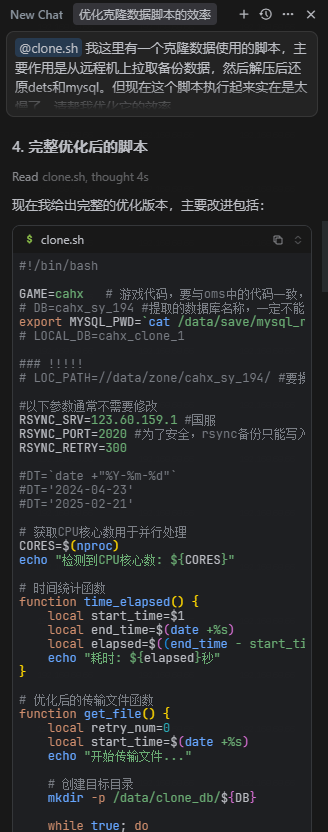 New Chat
优化克隆数据脚本的效率
New
@clone.sh 我这里有一个克隆数据使用的脚本，主
要作用是从远程机上拉取备份数据，然后解压后还
原dets和mysql。但现在这个脚本执行起来实在是太
慢了，请帮我优化它的效率
4. 完整优化后的脚本
Read clone.sh, thought 4s
现在我给出完整的优化版本，主要改进包括：
$ clone.sh
#!/bin/bash
GAME=cahx   # 游戏代码，要与oms中的代码一致，
# DB=cahx_sy_194 #提取的数据库名称，一定不能
export MYSQL_PWD=`cat /data/save/mysql_r
# LOCAL_DB=cahx_clone_1
### !!!!!
# LOC_PATH=//data/zone/cahx_sy_194/ #要换
#以下参数通常不需要修改
RSYNC_SRV=123.60.159.1 #国服
RSYNC_PORT=2020 #为了安全，rsync备份只能写入
RSYNC_RETRY=300
#DT=`date +"%Y-%m-%d"`
#DT='2024-04-23'
#DT='2025-02-21'
# 获取CPU核心数用于并行处理
CORES=$(nproc)
echo "检测到CPU核心数: ${CORES}"
# 时间统计函数
function time_elapsed() {
local start_time=$1
local end_time=$(date +%s)
local elapsed=$((end_time - start_ti
echo "耗时: ${elapsed}秒"
}
# 优化后的传输文件函数
function get_file() {
local retry_num=0
local start_time=$(date +%s)
echo "开始传输文件..."
# 创建目标目录
mkdir -p /data/clone_db/${DB}
while true; do